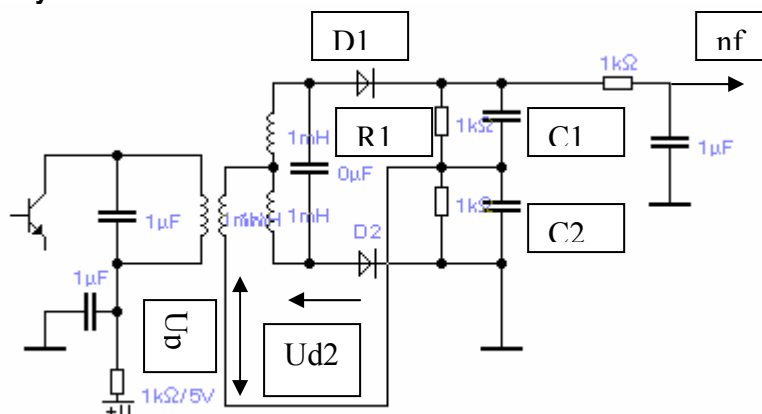 D1
nf
1kΩ
1mH
R1
1kΩ
C1
0µF
1µF
1µF
1mH
1kΩ
D2
C2
1µF
Up
Ud2
1kΩ/5V
+U